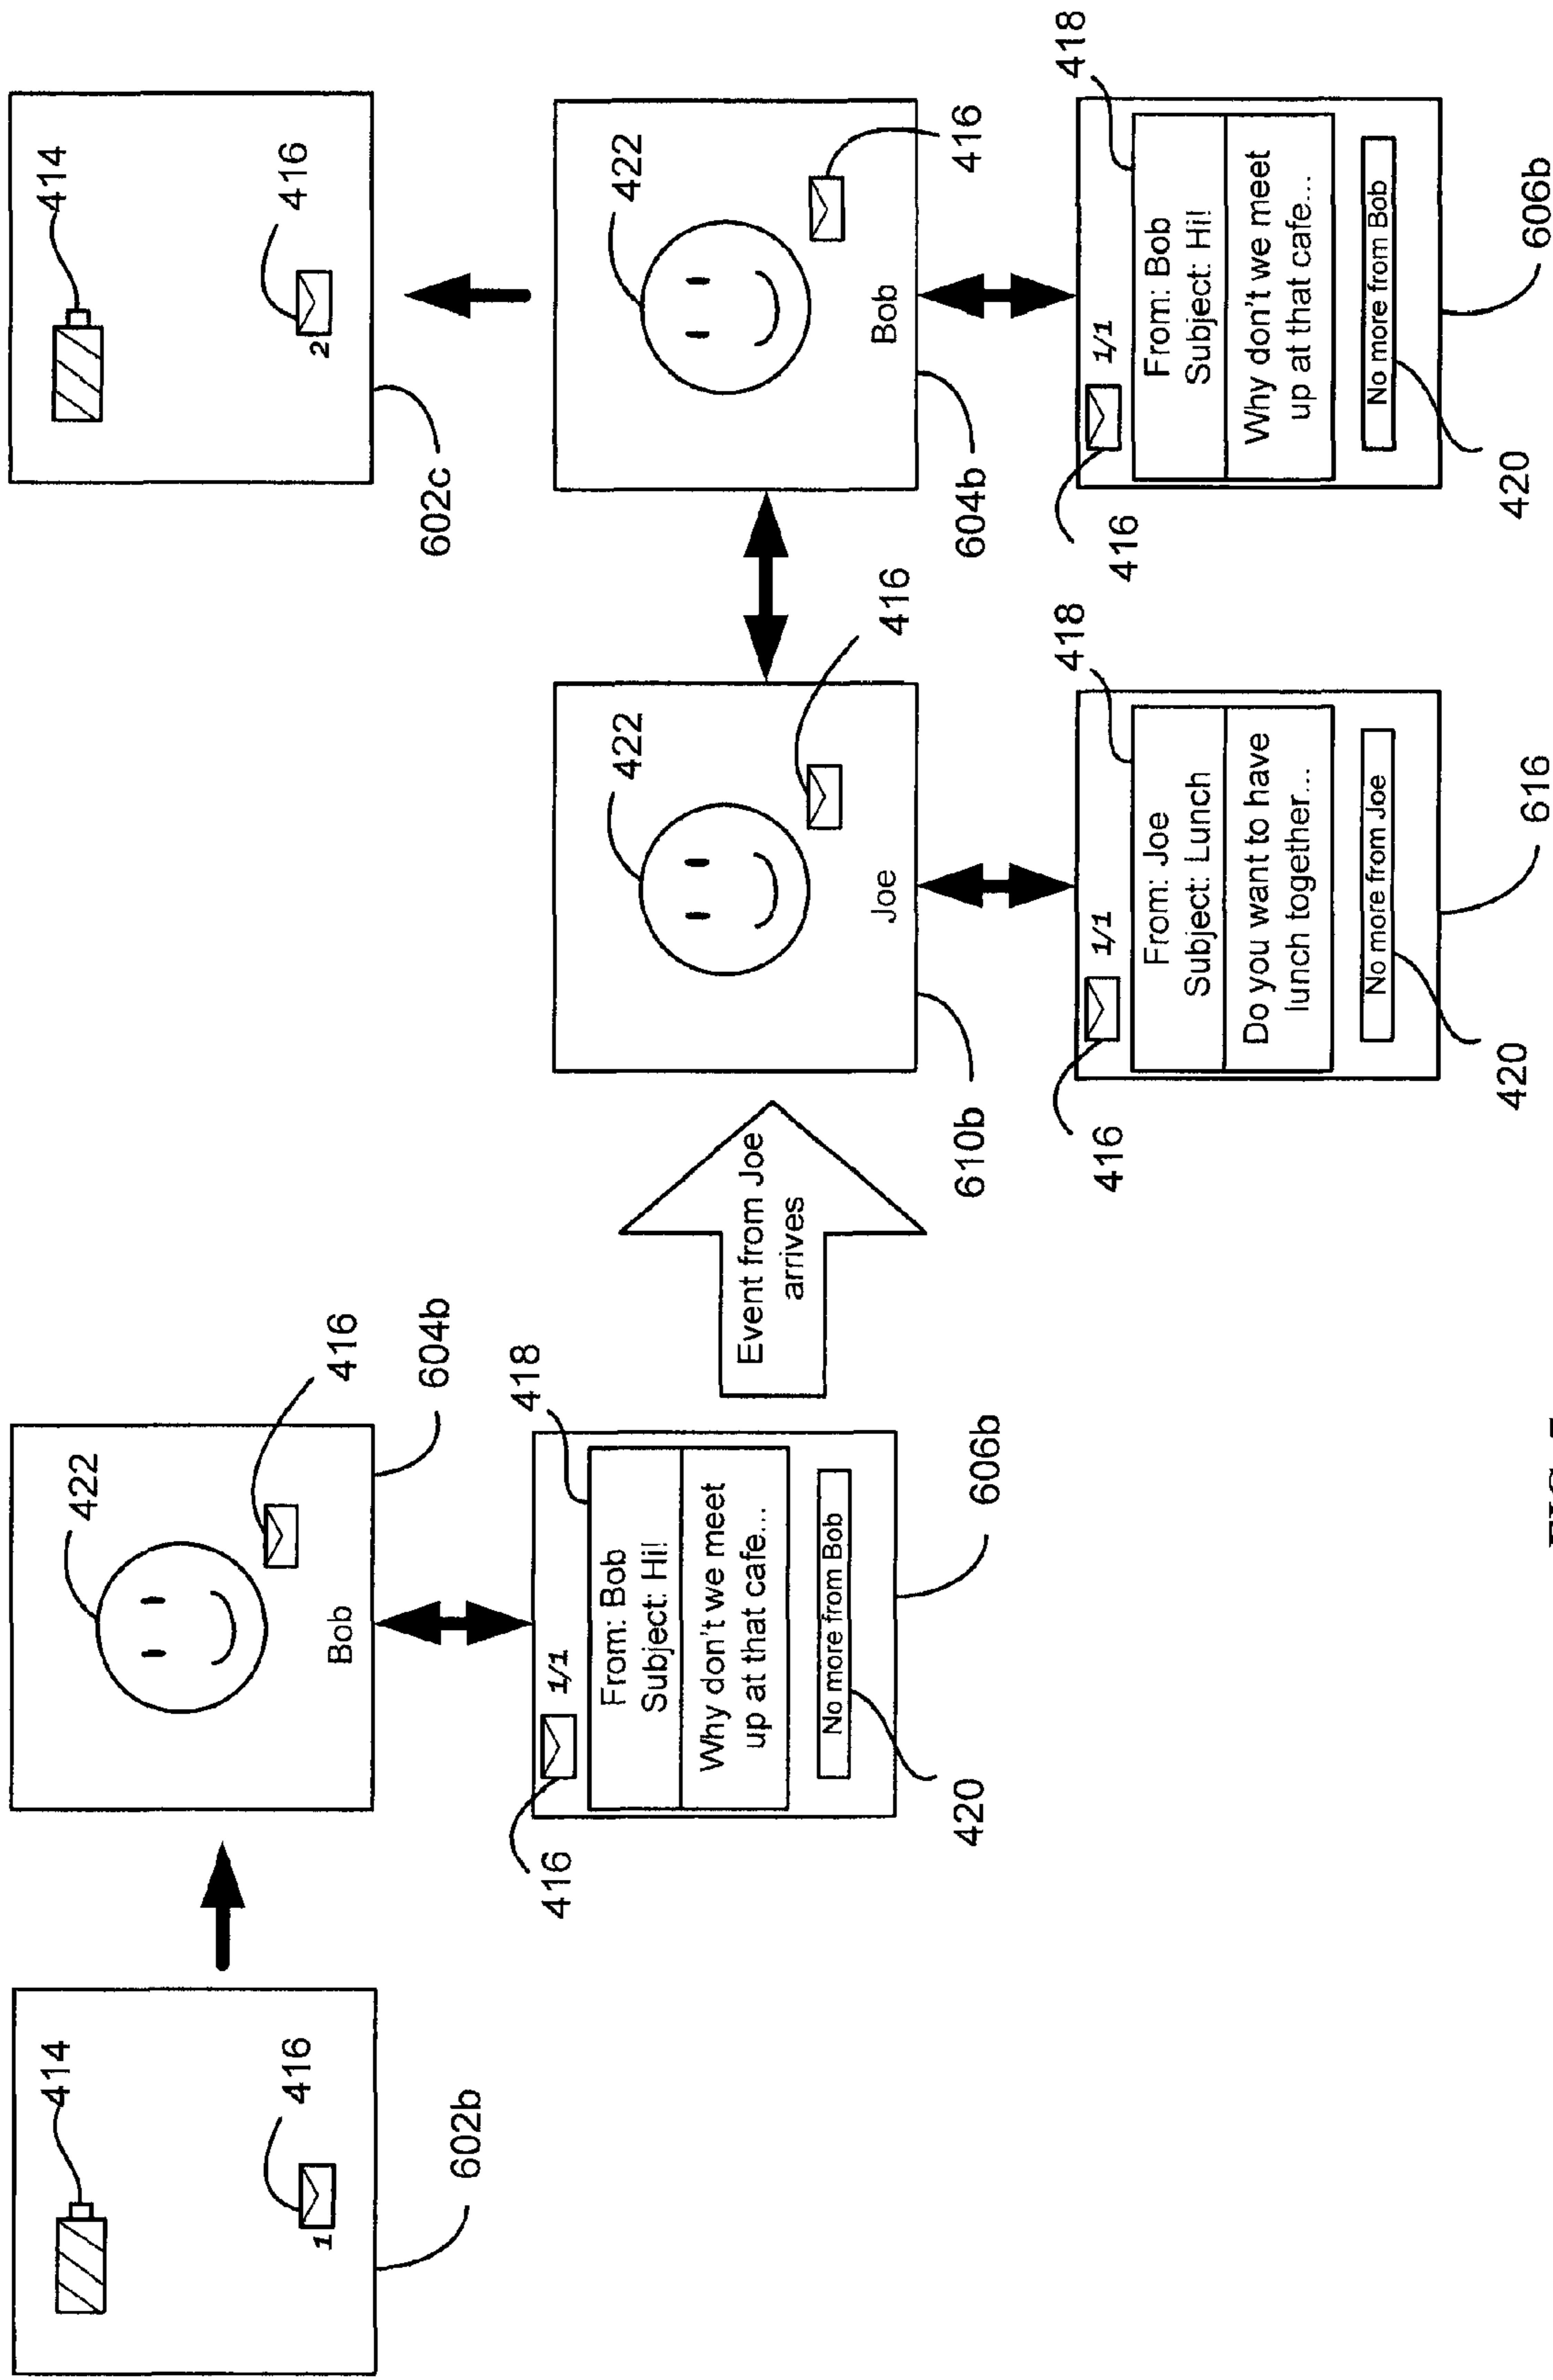 414
416
1
602b
422
416
Bob
604b
416
1/1
418
From: Bob
Subject: Hi!
Why don't we meet
up at that cafe...
No more from Bob
420
606b
Event from Joe
arrives
422
416
Joe
610b
416
1/1
418
From: Joe
Subject: Lunch
Do you want to have
lunch together...
No more from Joe
420
616
414
416
2
602c
422
416
Bob
604b
416
1/1
418
From: Bob
Subject: Hi!
Why don't we meet
up at that cafe...
No more from Bob
420
606b